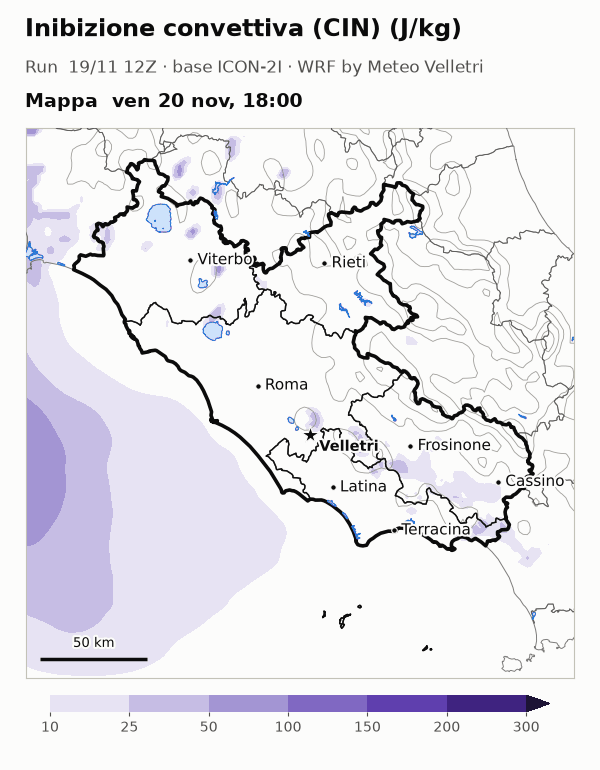 Inibizione convettiva (CIN) (J/kg)
Run 19/11 12Z · base ICON-2I · WRF by Meteo Velletri
Mappa ven 20 nov, 18:00
Viterbo
Rieti
Roma
Velletri
Frosinone
Cassino
Latina
Terracina
50 km
10 25 50 100 150 200 300